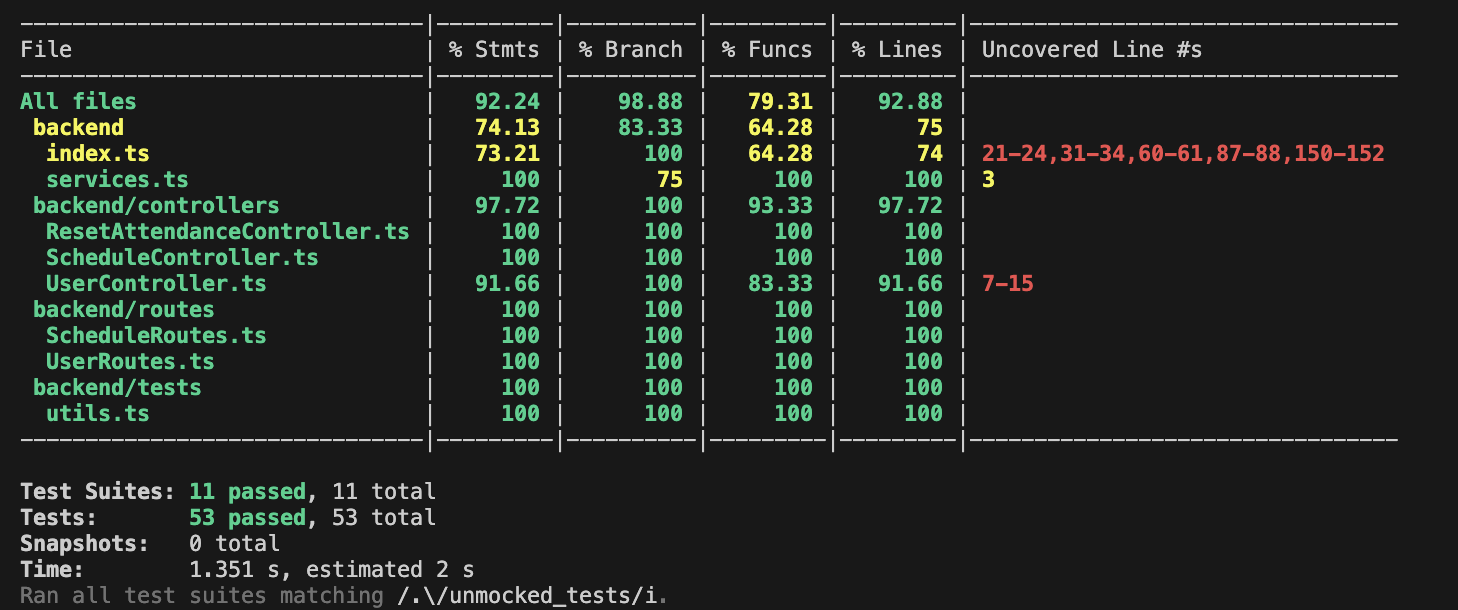 -------------------------------|---------|----------|---------|---------|---------------------------------
File                           | % Stmts | % Branch | % Funcs | % Lines | Uncovered Line #s
-------------------------------|---------|----------|---------|---------|---------------------------------
All files                      |   92.24 |    98.88 |   79.31 |   92.88 |
 backend                       |   74.13 |    83.33 |   64.28 |      75 |
  index.ts                     |   73.21 |      100 |   64.28 |      74 | 21-24,31-34,60-61,87-88,150-152
  services.ts                  |     100 |       75 |     100 |     100 | 3
 backend/controllers           |   97.72 |      100 |   93.33 |   97.72 |
  ResetAttendanceController.ts |     100 |      100 |     100 |     100 |
  ScheduleController.ts        |     100 |      100 |     100 |     100 |
  UserController.ts            |   91.66 |      100 |   83.33 |   91.66 | 7-15
 backend/routes                |     100 |      100 |     100 |     100 |
  ScheduleRoutes.ts            |     100 |      100 |     100 |     100 |
  UserRoutes.ts                |     100 |      100 |     100 |     100 |
 backend/tests                 |     100 |      100 |     100 |     100 |
  utils.ts                     |     100 |      100 |     100 |     100 |
-------------------------------|---------|----------|---------|---------|---------------------------------
Test Suites: 11 passed, 11 total
Tests:       53 passed, 53 total
Snapshots:   0 total
Time:        1.351 s, estimated 2 s
Ran all test suites matching /.\/unmocked_tests/i.